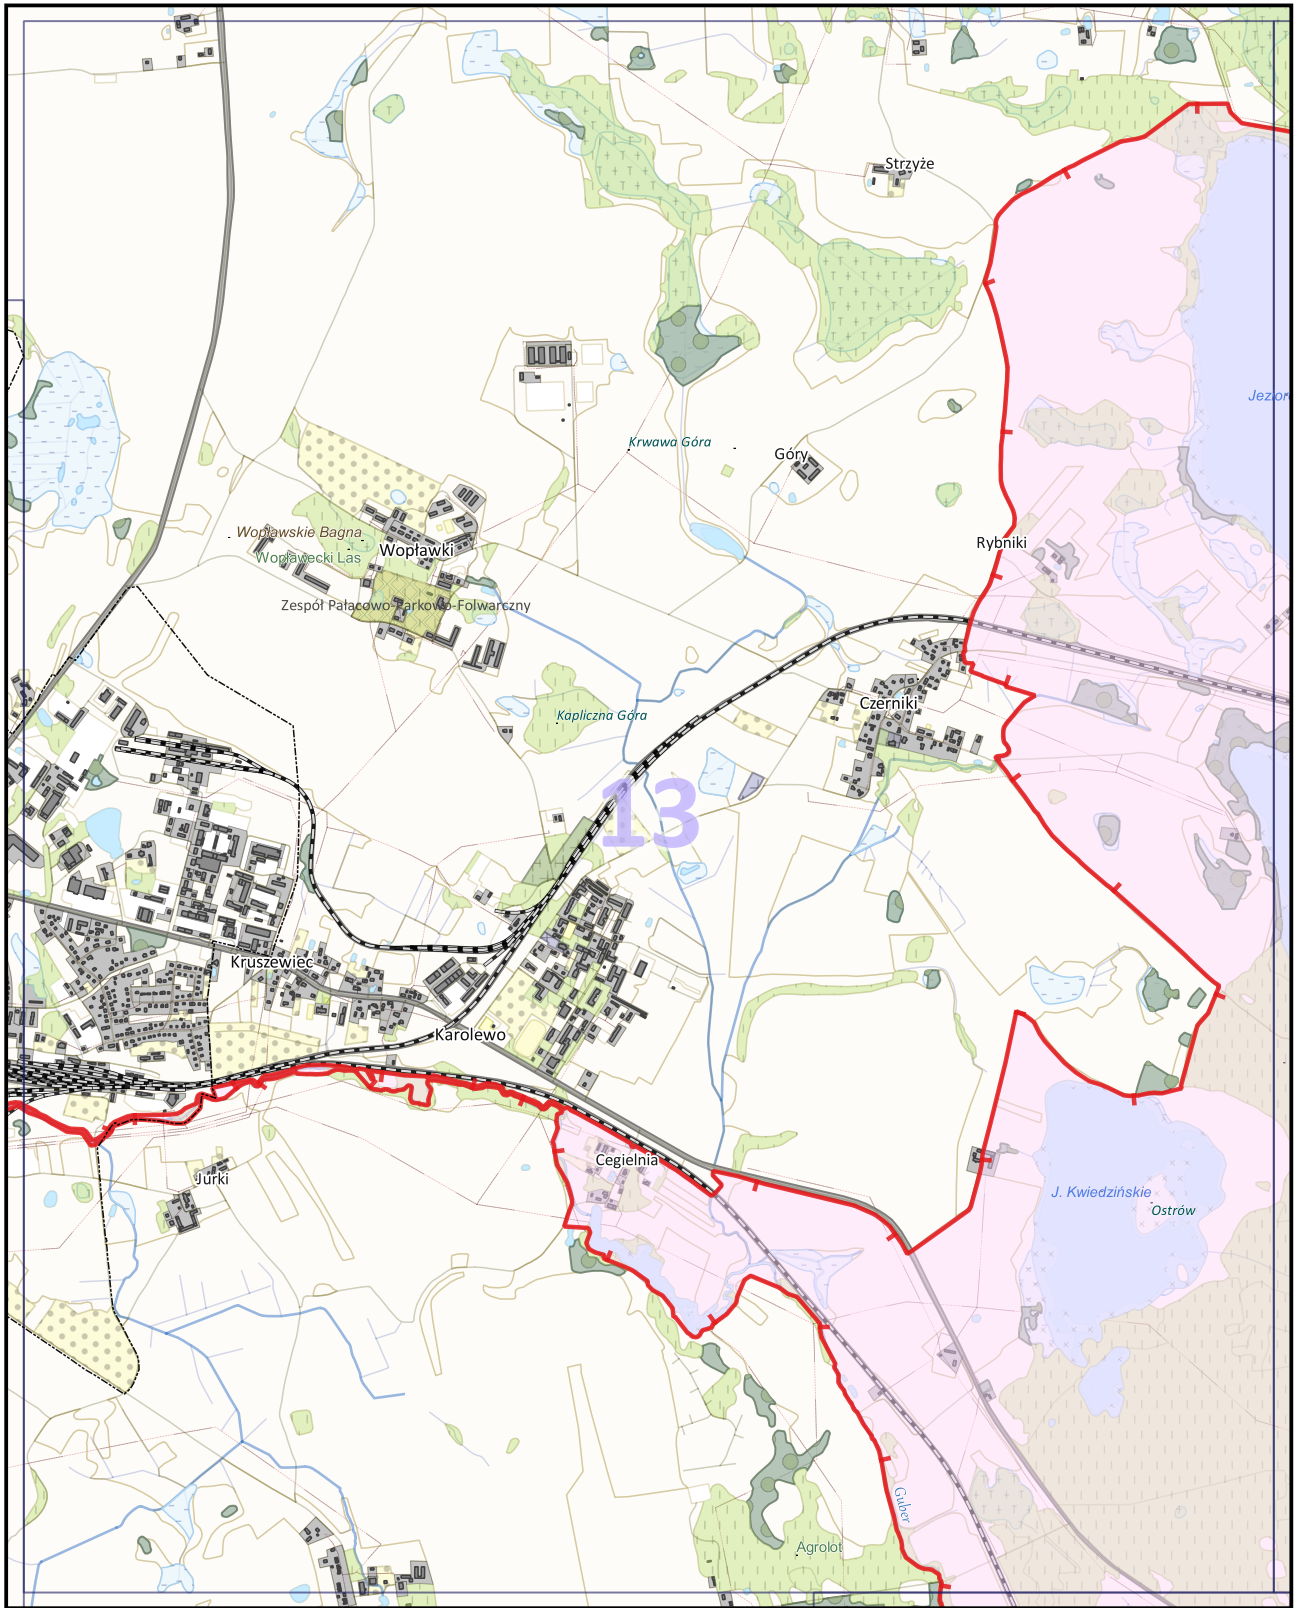 Strzyże
Jezior
Krwawa Góra
Góry
Wopławskie Bagna
Rybniki
Wopławki
Wopławecki Las
Zespół Pałacowo-Parkowo-Folwarczny
Czerniki
Kapliczna Góra
13
Kruszewiec
Karolewo
Cegielnia
Jurki
J. Kwiedzińskie
Ostrów
Guber
Agrolot